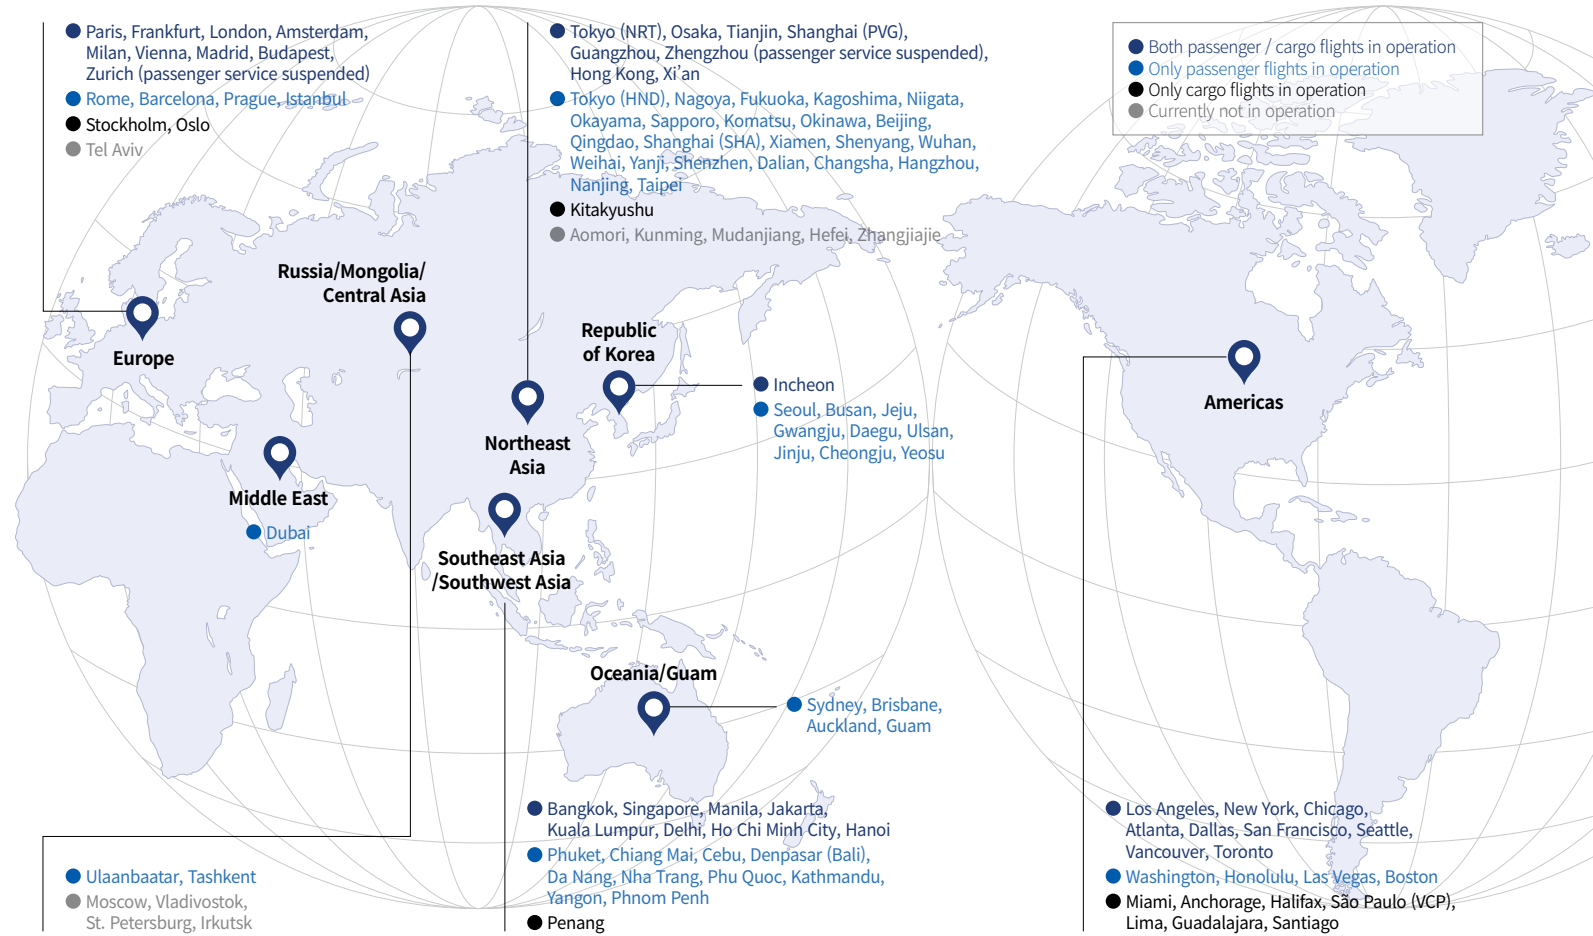 Paris, Frankfurt, London, Amsterdam,
Milan, Vienna, Madrid, Budapest,
Zurich (passenger service suspended)
Rome, Barcelona, Prague, Istanbul
Stockholm, Oslo
Tel Aviv
Tokyo (NRT), Osaka, Tianjin, Shanghai (PVG),
Guangzhou, Zhengzhou (passenger service suspended),
Hong Kong, Xi’an
Tokyo (HND), Nagoya, Fukuoka, Kagoshima, Niigata,
Okayama, Sapporo, Komatsu, Okinawa, Beijing,
Qingdao, Shanghai (SHA), Xiamen, Shenyang, Wuhan,
Weihai, Yanji, Shenzhen, Dalian, Changsha, Hangzhou,
Nanjing, Taipei
Kitakyushu
Aomori, Kunming, Mudanjiang, Hefei, Zhangjiajie
Both passenger / cargo flights in operation
Only passenger flights in operation
Only cargo flights in operation
Currently not in operation
Russia/Mongolia/
Central Asia
Europe
Republic
of Korea
Incheon
Seoul, Busan, Jeju,
Gwangju, Daegu, Ulsan,
Jinju, Cheongju, Yeosu
Americas
Northeast
Asia
Middle East
Dubai
Southeast Asia
/Southwest Asia
Oceania/Guam
Sydney, Brisbane,
Auckland, Guam
Ulaanbaatar, Tashkent
Moscow, Vladivostok,
St. Petersburg, Irkutsk
Bangkok, Singapore, Manila, Jakarta,
Kuala Lumpur, Delhi, Ho Chi Minh City, Hanoi
Phuket, Chiang Mai, Cebu, Denpasar (Bali),
Da Nang, Nha Trang, Phu Quoc, Kathmandu,
Yangon, Phnom Penh
Penang
Los Angeles, New York, Chicago,
Atlanta, Dallas, San Francisco, Seattle,
Vancouver, Toronto
Washington, Honolulu, Las Vegas, Boston
Miami, Anchorage, Halifax, São Paulo (VCP),
Lima, Guadalajara, Santiago